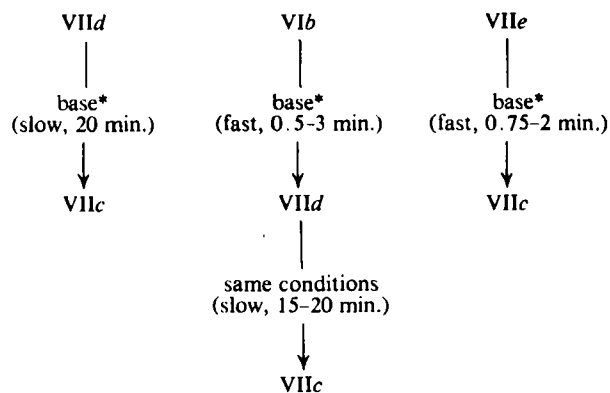 VIId VIb VIIe
base* base* base*
(slow, 20 min.) (fast, 0.5-3 min.) (fast, 0.75-2 min.)
VIIc VIId VIIc
same conditions
(slow, 15-20 min.)
VIIc